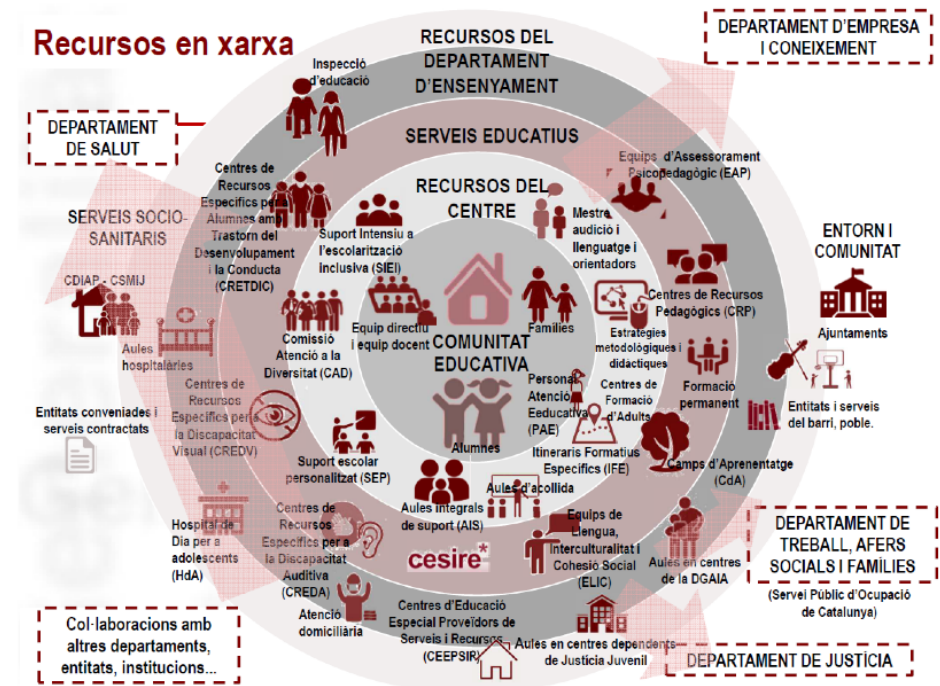 Recursos en xarxa
RECURSOS DEL
DEPARTAMENT
D'ENSENYAMENT
DEPARTAMENT D'EMPRESA
I CONEIXEMENT
Inspecció
d'educació
DEPARTAMENT
DE SALUT
SERVEIS EDUCATIUS
Equips d'Assessorament
Psicopedagògic (EAP)
Centres de
Recursos
Específics per a
Alumnes amb
Trastorn del
Desenvolupament
i la Conducta
(CRETDIC)
RECURSOS DEL
CENTRE
Mestre
audició i
llenguatge i
orientadors
SERVEIS SOCIO-
SANITARIS
Suport Intensiu a
l'escolarització
inclusiva (SIEI)
ENTORN I
COMUNITAT
CDIAP - CSMIJ
Centres de Recursos
Pedagògics (CRP)
Ajuntaments
Equip directiu
i equip docent
Famílies
Estratègies
metodològiques i
didàctiques
Comissió
Atenció a la
Diversitat (CAD)
COMUNITAT
EDUCATIVA
Aules
hospitalàries
Formació
permanent
Personal
Atenció
Eeducativa
(PAE)
Centres de
Formació
d'Adults
Centres de
Recursos
Específics per a
la Discapacitat
Visual (CREDV)
Entitats conveniades i
serveis contractats
Entitats i serveis
del barri, poble.
Alumnes
Itineraris Formatius
Específics (IFE)
Suport escolar
personalitzat (SEP)
Camps d'Aprenentatge
(CdA)
Aules d'acollida
Aules integrals
de suport (AIS)
Hospital de
Dia per a
adolescents
(HdA)
Centres de
Recursos
Específics per a
la Discapacitat
Auditiva
(CREDA)
cesire*
Equips de
Llengua,
Interculturalitat i
Cohesió Social
(ELIC)
Aules en centres
de la DGAIA
DEPARTAMENT DE
TREBALL, AFERS
SOCIALS I FAMÍLIES
(Servei Públic d'Ocupació
de Catalunya)
Atenció
domiciliària
Centres d'Educació
Especial Proveïdors de
Serveis i Recursos
(CEEPSIR)
Aules en centres dependents
de Justícia Juvenil
Col·laboracions amb
altres departaments,
entitats, institucions...
DEPARTAMENT DE JUSTÍCIA